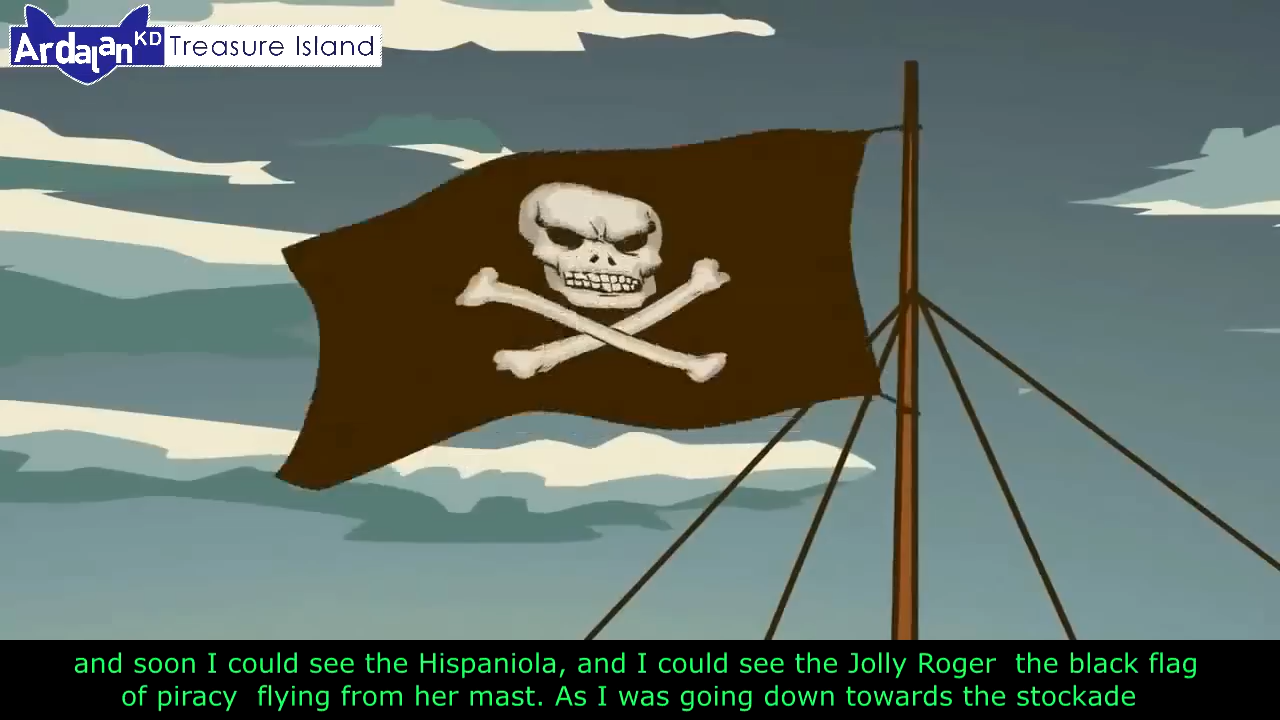 ArdaJan KD Treasure Island
and soon I could see the Hispaniola, and I could see the Jolly Roger  the black flag
of piracy  flying from her mast. As I was going down towards the stockade